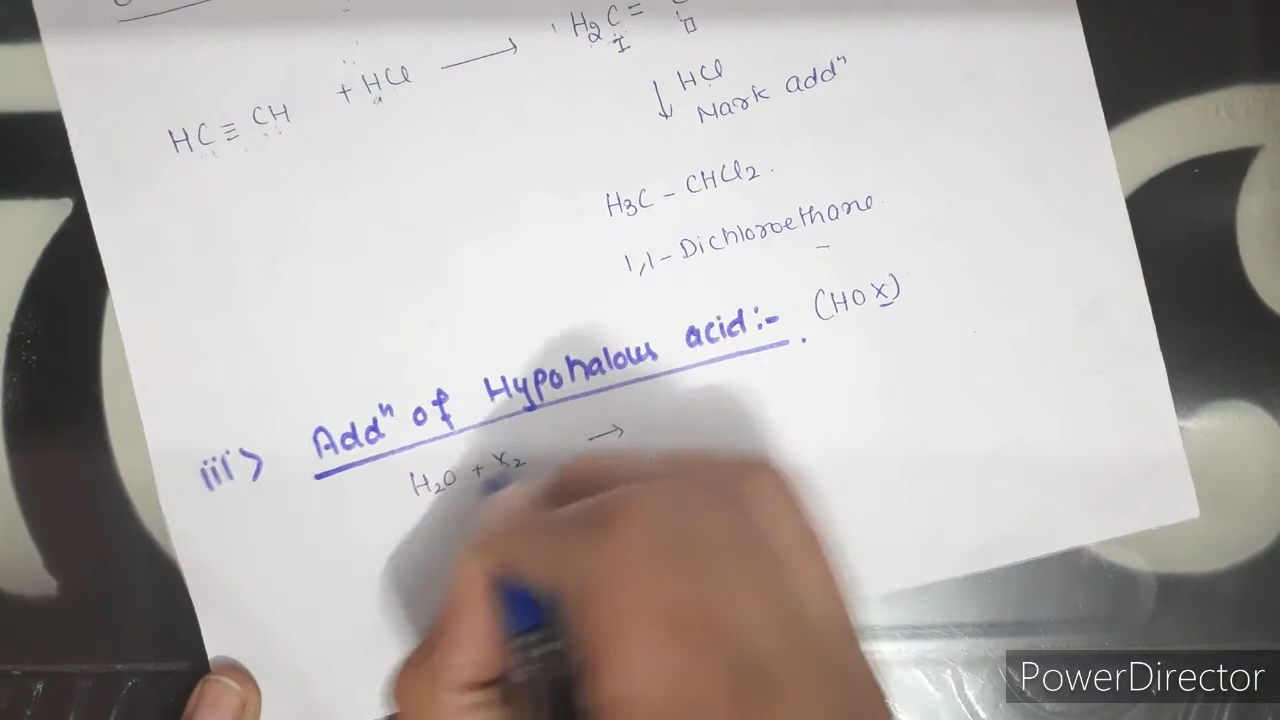 HC ≡ CH + HCl → H2C =
I II
↓ HCl
Mark addⁿ
H3C – CHCl2.
1,1 – Dichloroethane.
iii> Addⁿ of Hypohalous acid :- (HOX)
H2O + X2 →
PowerDirector